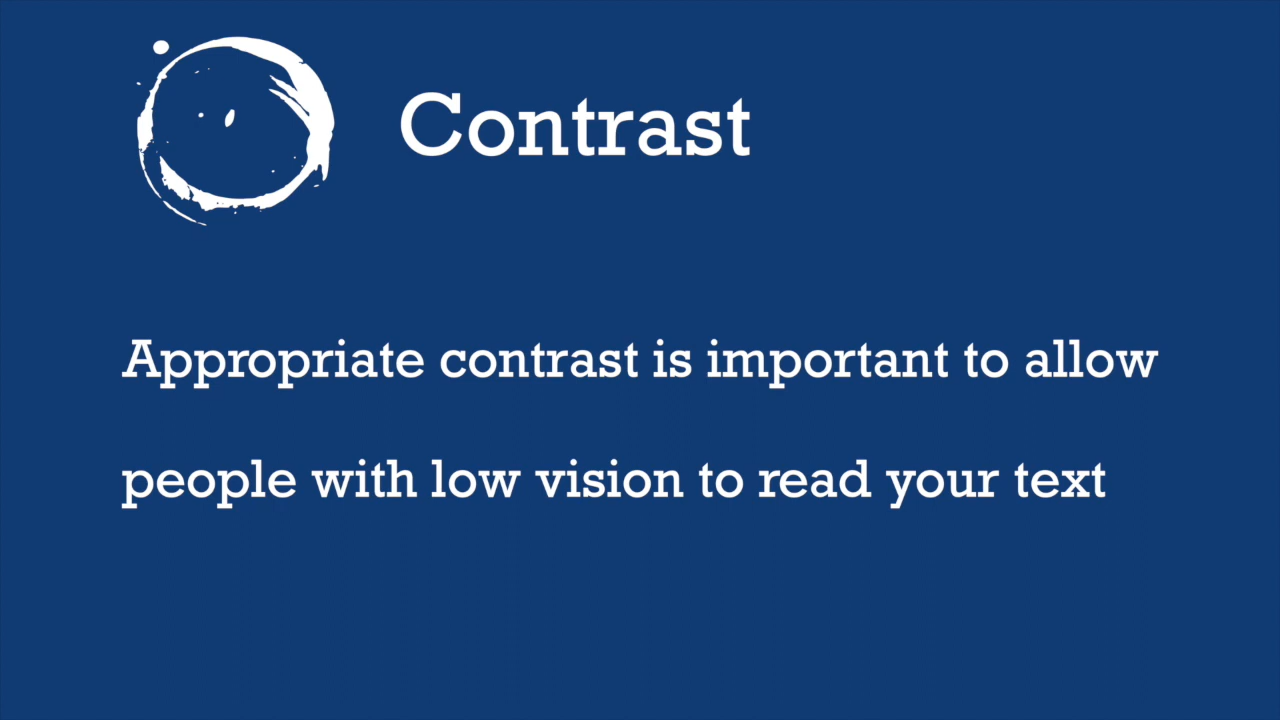 Contrast
Appropriate contrast is important to allow
people with low vision to read your text